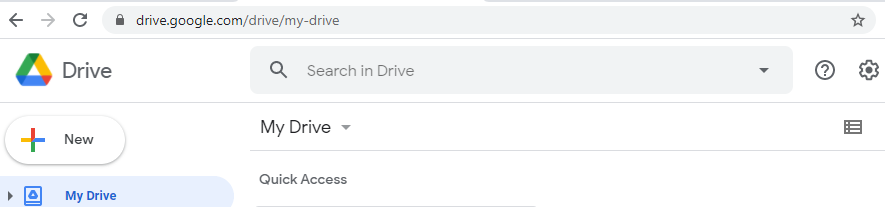 drive.google.com/drive/my-drive
Drive
Search in Drive
New
My Drive
Quick Access
My Drive